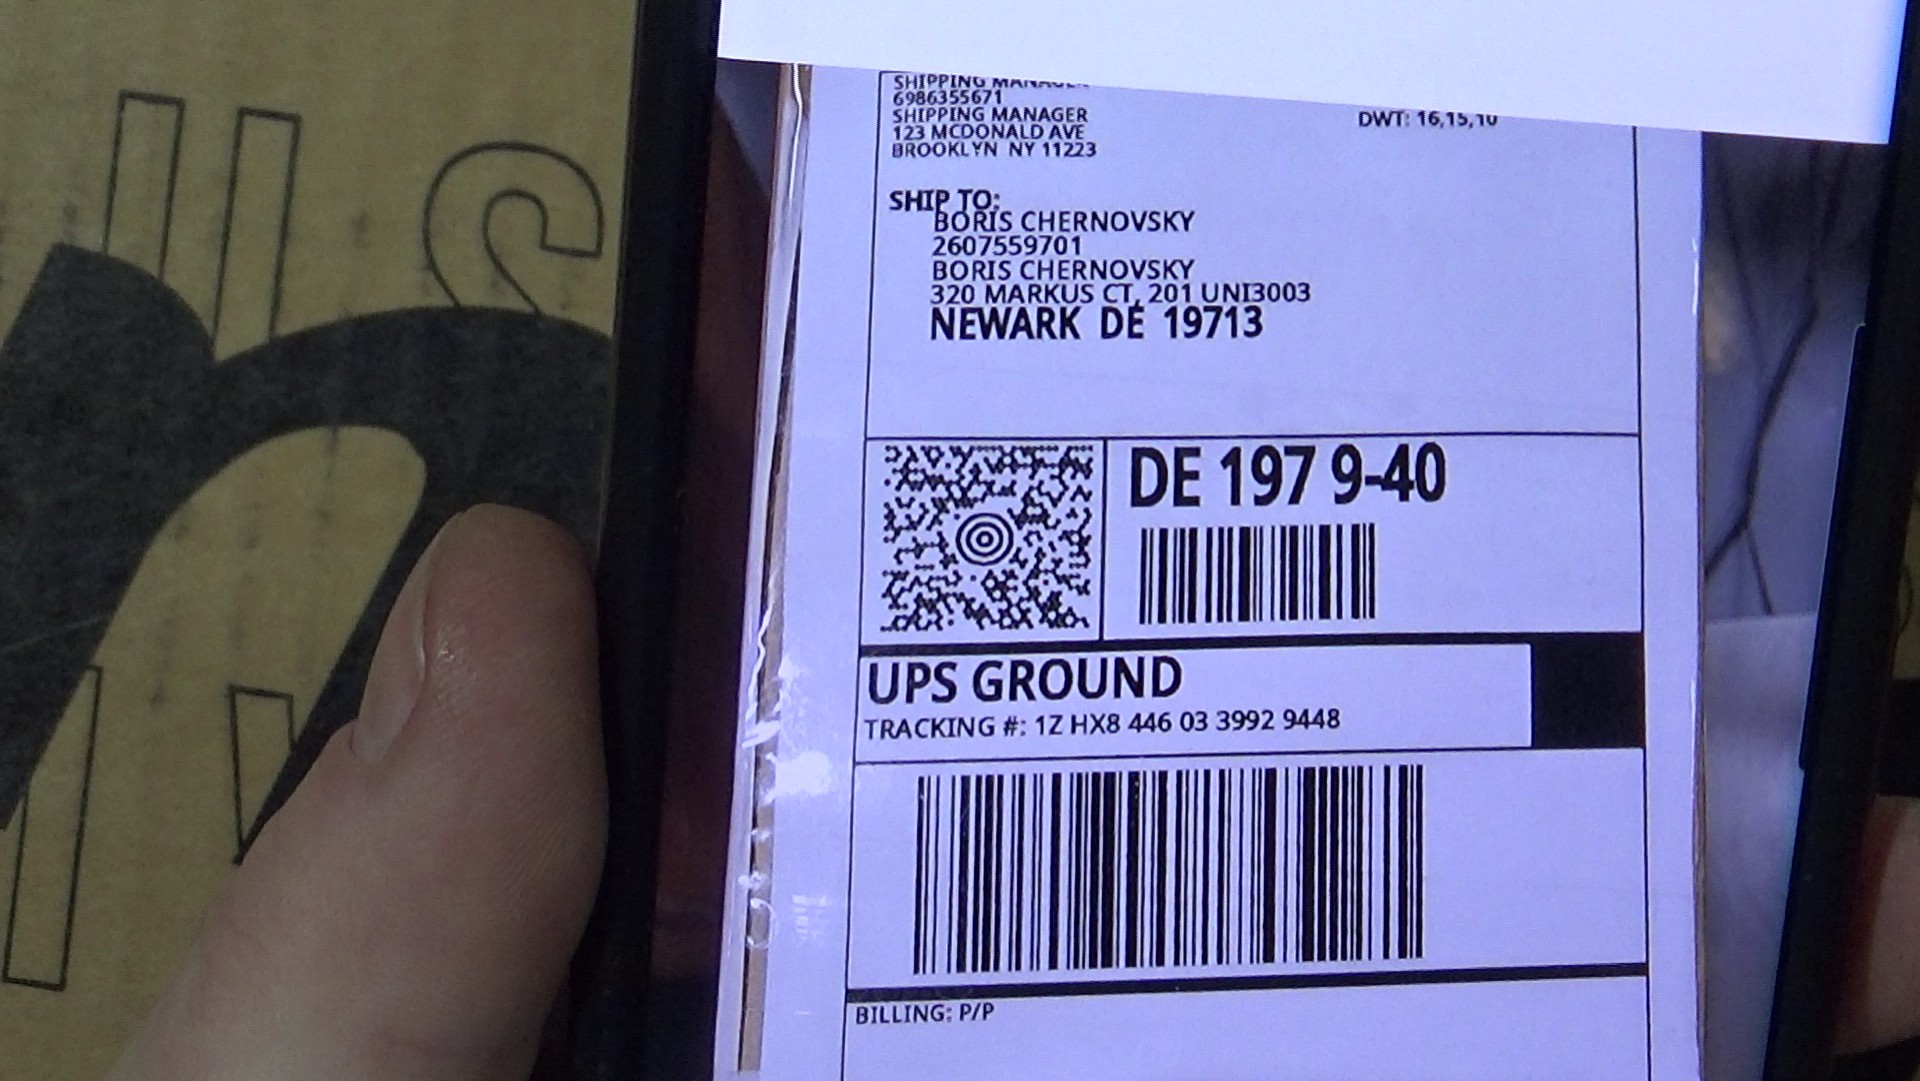 SHIPPING MANAGER
6986355671
SHIPPING MANAGER
123 MCDONALD AVE
BROOKLYN NY 11223
DWT: 16,15,10
SHIP TO:
BORIS CHERNOVSKY
2607559701
BORIS CHERNOVSKY
320 MARKUS CT, 201 UNI3003
NEWARK DE 19713
DE 197 9-40
UPS GROUND
TRACKING #: 1Z HX8 446 03 3992 9448
BILLING: P/P